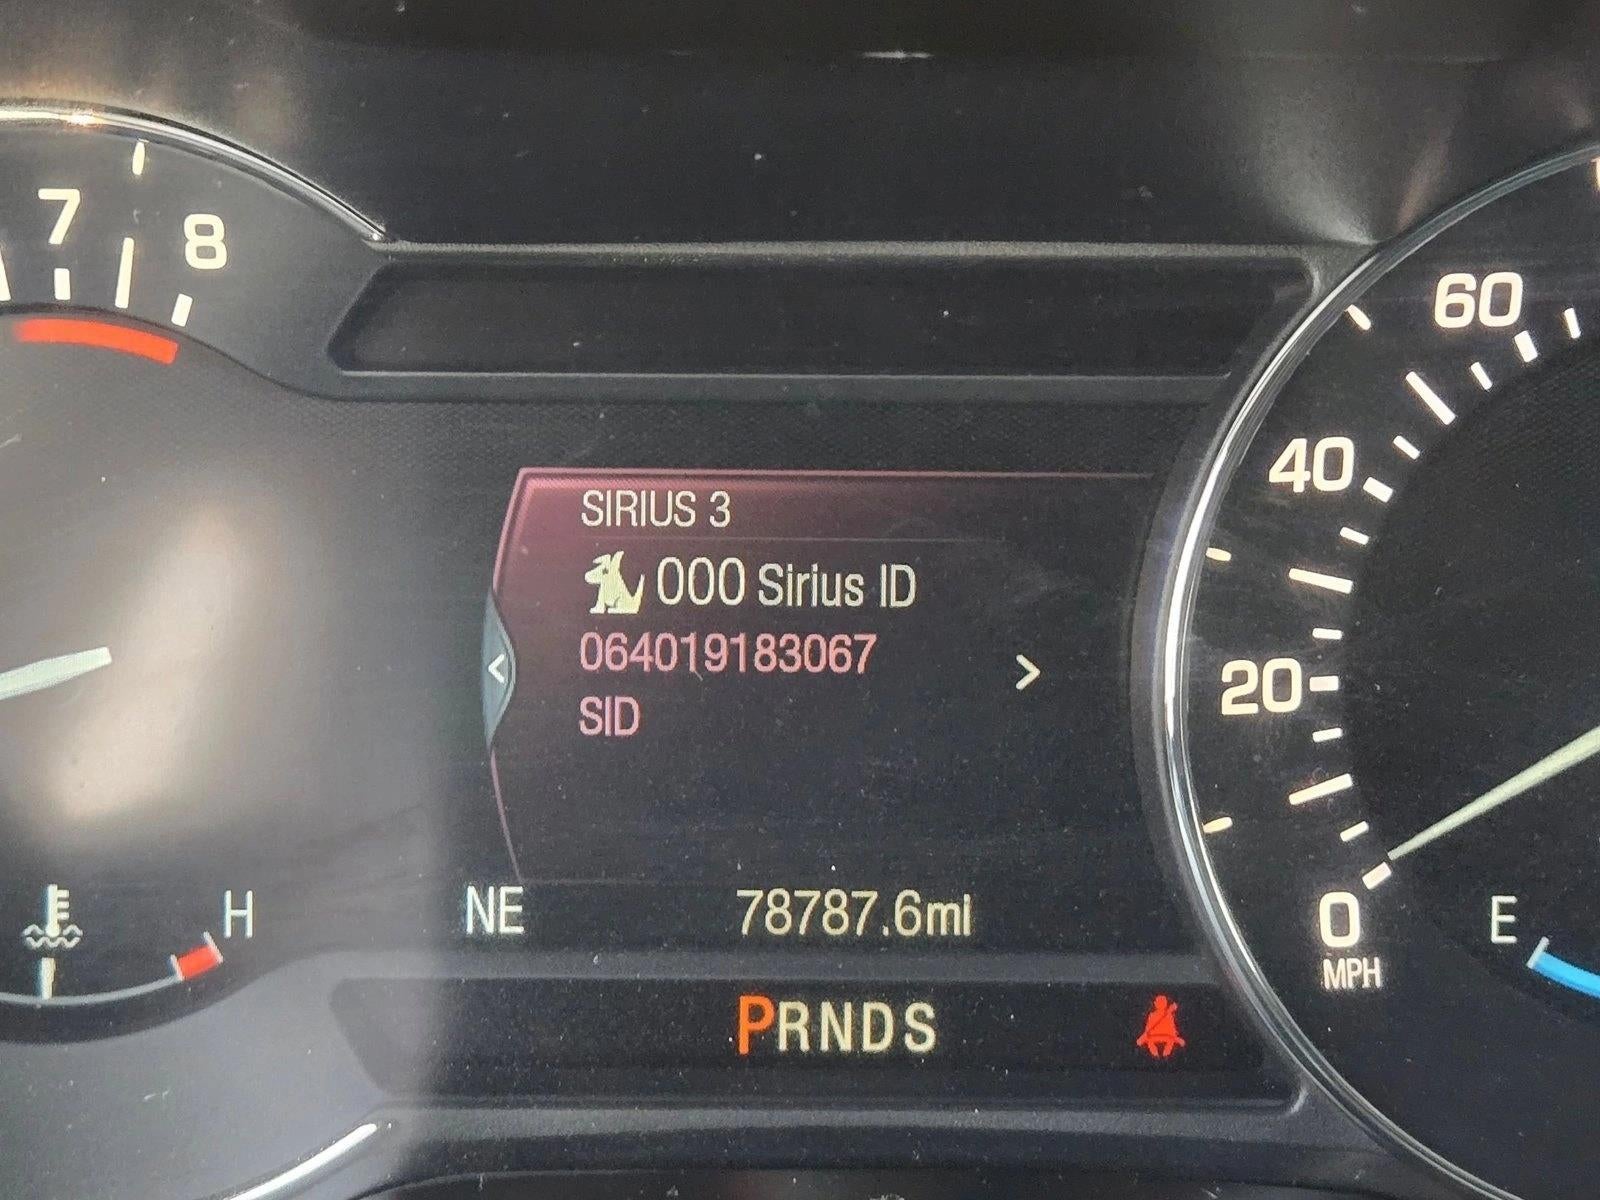 7
8
60
40
20
0
MPH
SIRIUS 3
000 Sirius ID
064019183067
SID
< >
H
NE
78787.6mi
E
PRNDS